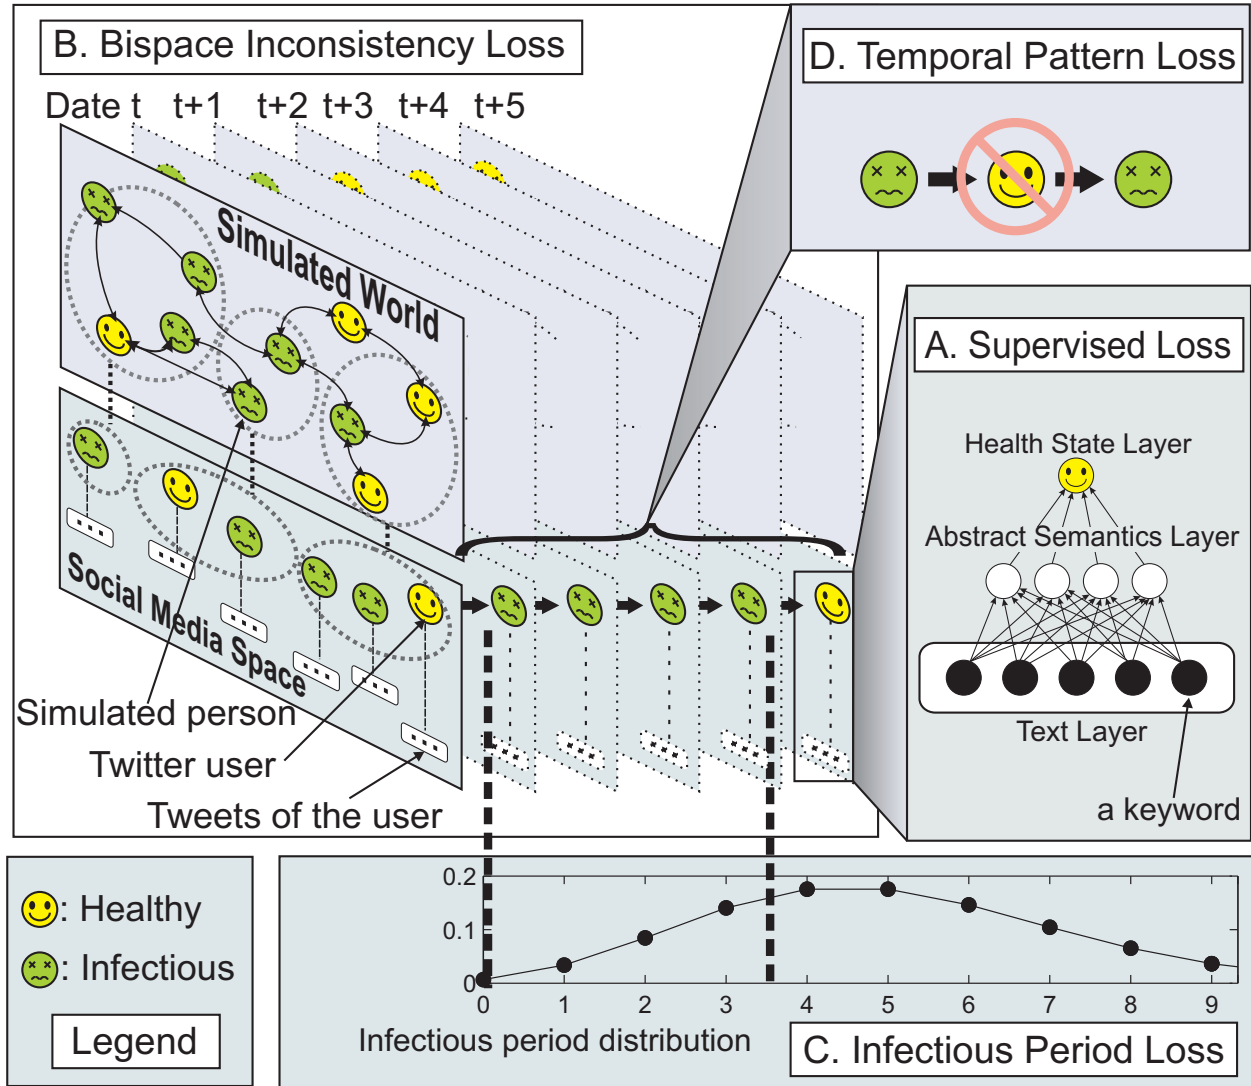 B. Bispace Inconsistency Loss
D. Temporal Pattern Loss
Date t t+1 t+2 t+3 t+4 t+5
Simulated World
A. Supervised Loss
Health State Layer
Abstract Semantics Layer
Text Layer
a keyword
Social Media Space
Simulated person
Twitter user
Tweets of the user
: Healthy
: Infectious
Legend
0.2
0.1
0
0 1 2 3 4 5 6 7 8 9
Infectious period distribution
C. Infectious Period Loss